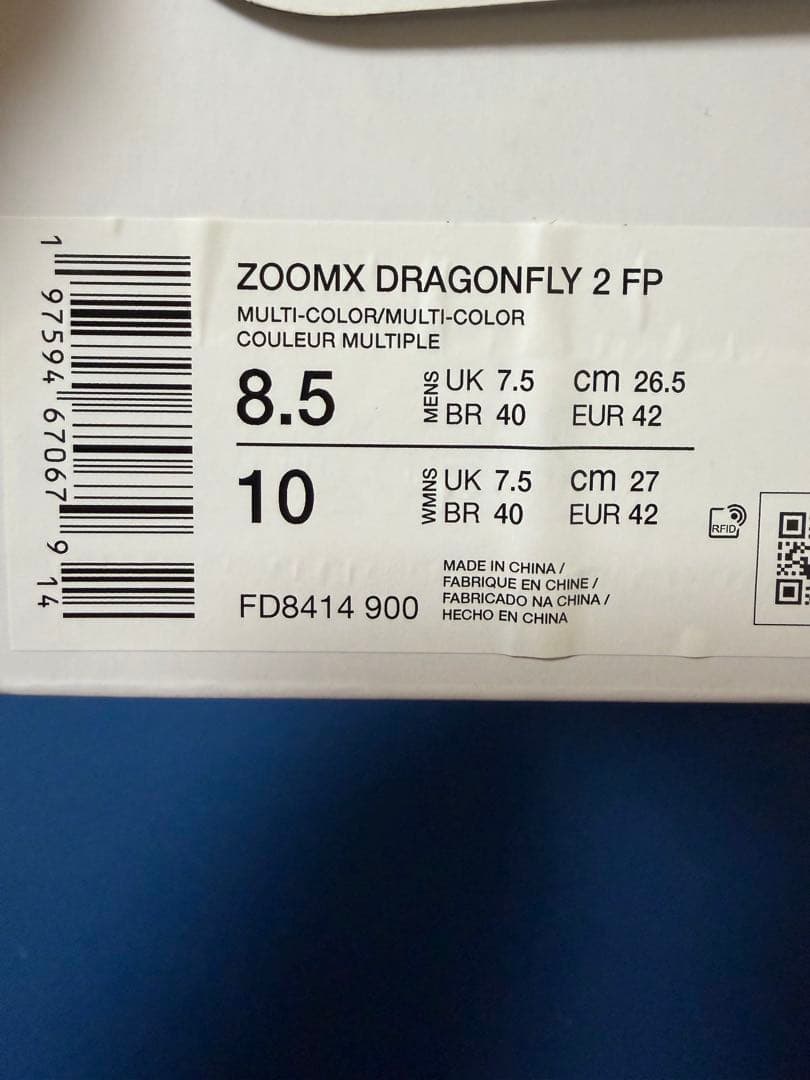 ZOOMX DRAGONFLY 2 FP
MULTI-COLOR/MULTI-COLOR
COULEUR MULTIPLE
8.5 MENS UK 7.5 cm 26.5
BR 40 EUR 42
10 WMNS UK 7.5 cm 27
BR 40 EUR 42
RFID
FD8414 900
MADE IN CHINA /
FABRIQUE EN CHINE /
FABRICADO NA CHINA /
HECHO EN CHINA
1 97594 67067 9 14